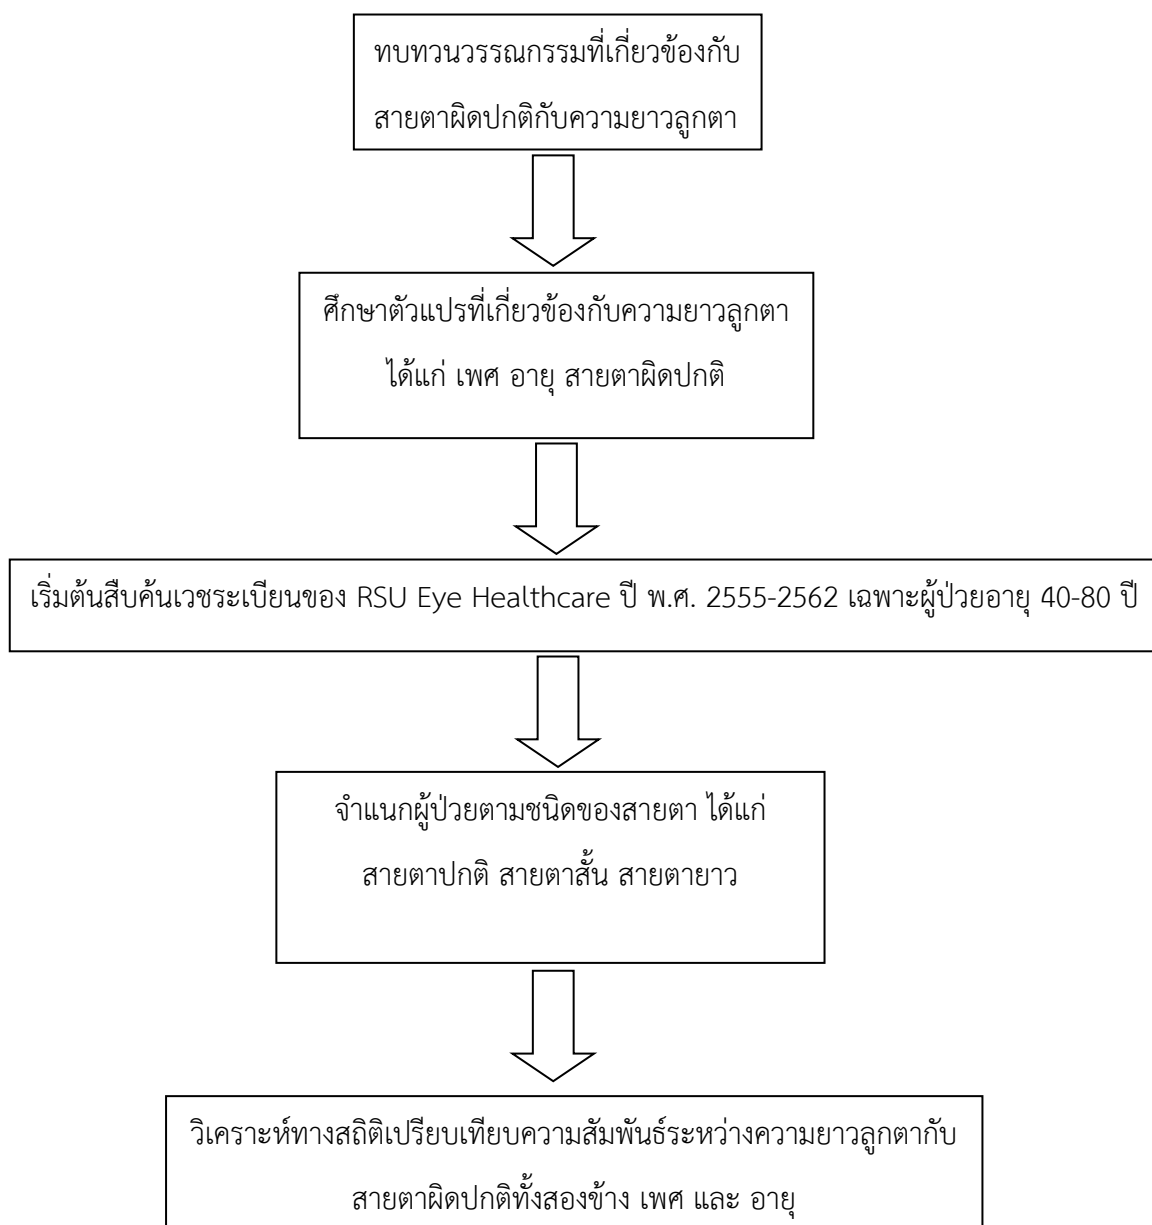 ทบทวนวรรณกรรมที่เกี่ยวข้องกับ
สายตาผิดปกติกับความยาวลูกตา
ศึกษาตัวแปรที่เกี่ยวข้องกับความยาวลูกตา
ได้แก่ เพศ อายุ สายตาผิดปกติ
เริ่มต้นสืบค้นเวชระเบียนของ RSU Eye Healthcare ปี พ.ศ. 2555-2562 เฉพาะผู้ป่วยอายุ 40-80 ปี
จำแนกผู้ป่วยตามชนิดของสายตา ได้แก่
สายตาปกติ สายตาสั้น สายตายาว
วิเคราะห์ทางสถิติเปรียบเทียบความสัมพันธ์ระหว่างความยาวลูกตากับ
สายตาผิดปกติทั้งสองข้าง เพศ และ อายุ